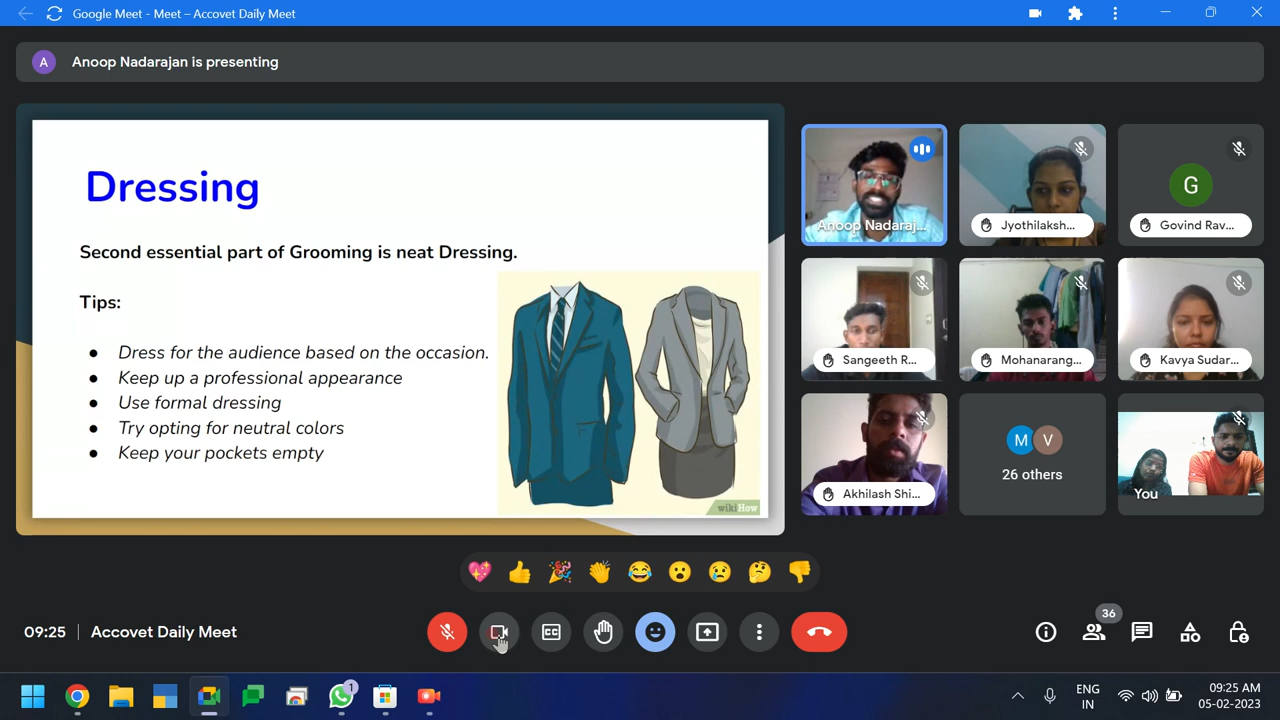 Google Meet - Meet – Accovet Daily Meet
A
Anoop Nadarajan is presenting
Dressing
Second essential part of Grooming is neat Dressing.
Tips:
● Dress for the audience based on the occasion.
● Keep up a professional appearance
● Use formal dressing
● Try opting for neutral colors
● Keep your pockets empty
wikiHow
Anoop Nadaraj...
Jyothilaksh...
G
Govind Rav...
Sangeeth R...
Mohanarang...
Kavya Sudar...
Akhilash Shi...
M V
26 others
You
09:25 | Accovet Daily Meet
36
1
ENG
IN
09:25 AM
05-02-2023